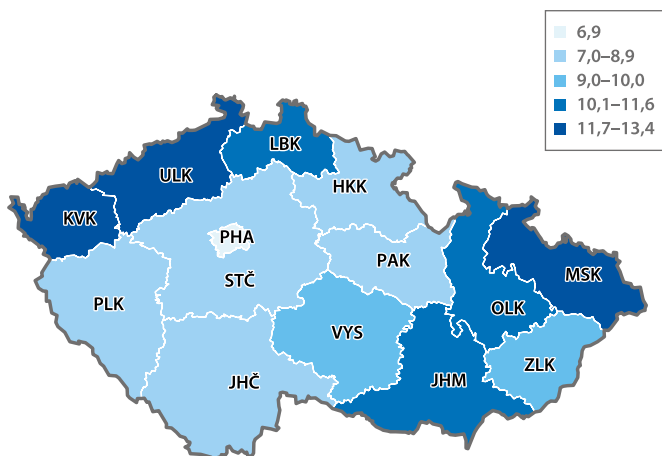 6,9
7,0–8,9
9,0–10,0
10,1–11,6
11,7–13,4
LBK
ULK
HKK
KVK
PHA
PAK
STČ
MSK
PLK
OLK
VYS
ZLK
JHČ
JHM